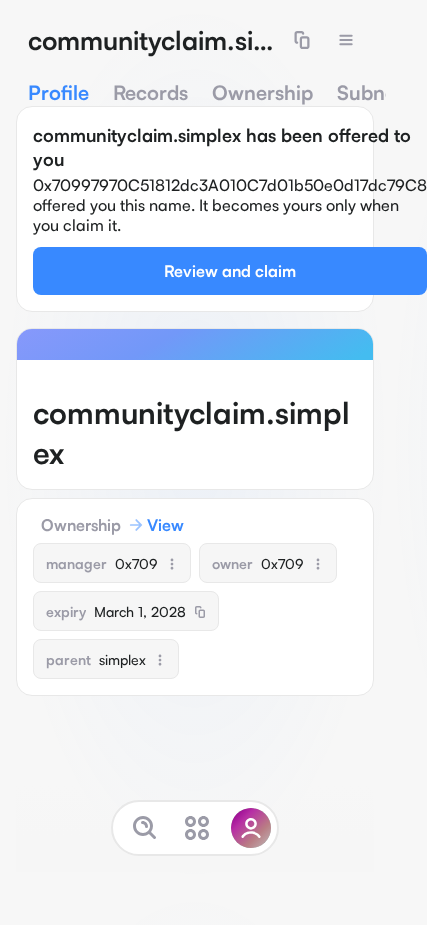 communityclaim.si...
Profile Records Ownership Subn
communityclaim.simplex has been offered to
you
0x70997970C51812dc3A010C7d01b50e0d17dc79C8
offered you this name. It becomes yours only when
you claim it.
Review and claim
communityclaim.simpl
ex
Ownership → View
manager 0x709 owner 0x709
expiry March 1, 2028
parent simplex